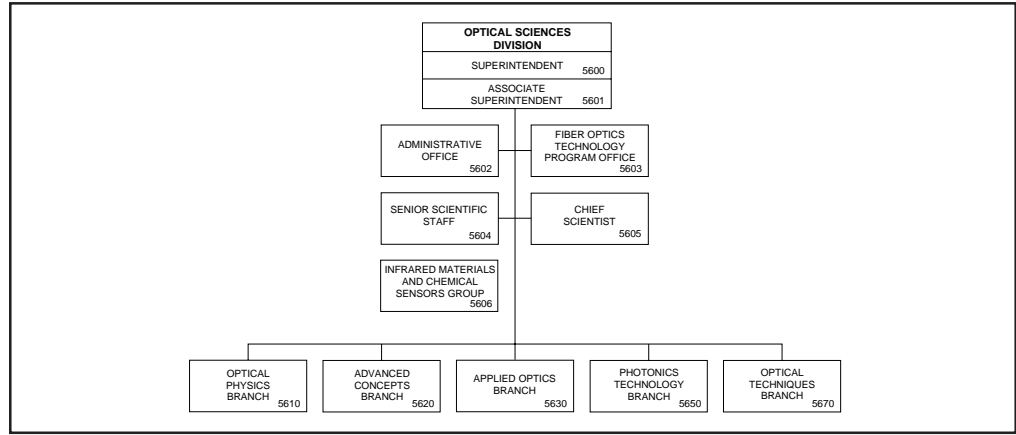 OPTICAL SCIENCES
DIVISION
SUPERINTENDENT 5600
ASSOCIATE
SUPERINTENDENT 5601
ADMINISTRATIVE
OFFICE
5602
FIBER OPTICS
TECHNOLOGY
PROGRAM OFFICE
5603
SENIOR SCIENTIFIC
STAFF
5604
CHIEF
SCIENTIST
5605
INFRARED MATERIALS
AND CHEMICAL
SENSORS GROUP
5606
OPTICAL
PHYSICS
BRANCH
5610
ADVANCED
CONCEPTS
BRANCH
5620
APPLIED OPTICS
BRANCH
5630
PHOTONICS
TECHNOLOGY
BRANCH
5650
OPTICAL
TECHNIQUES
BRANCH
5670